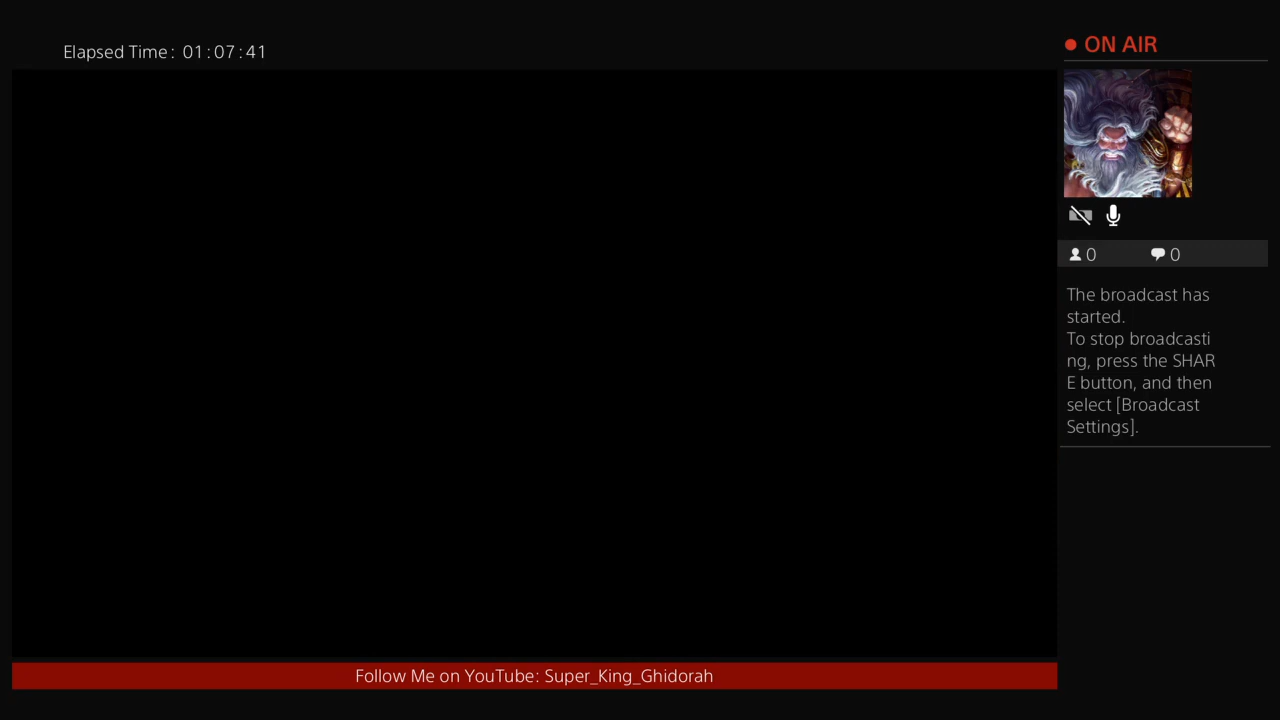 Elapsed Time: 01:07:41
ON AIR
0 0
The broadcast has
started.
To stop broadcasti
ng, press the SHAR
E button, and then
select [Broadcast
Settings].
Follow Me on YouTube: Super_King_Ghidorah